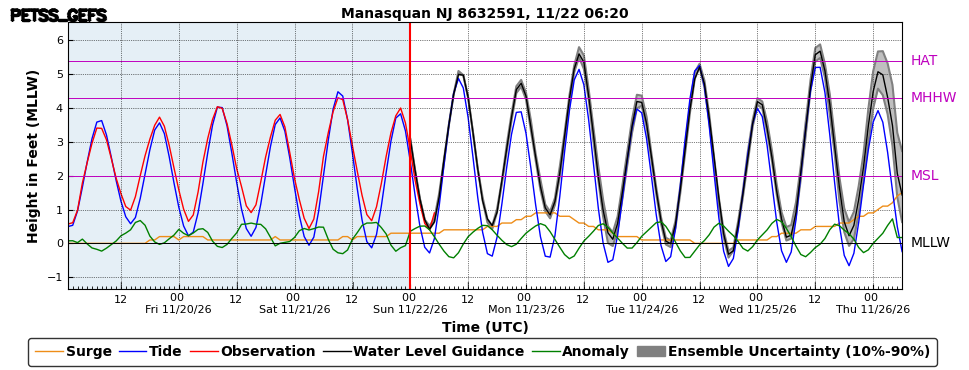 PETSS_GEFS
Manasquan NJ 8632591, 11/22 06:20
Height in Feet (MLLW)
6
5
4
3
2
1
0
−1
HAT
MHHW
MSL
MLLW
12 00 12 00 12 00 12 00 12 00 12 00 12 00
Fri 11/20/26 Sat 11/21/26 Sun 11/22/26 Mon 11/23/26 Tue 11/24/26 Wed 11/25/26 Thu 11/26/26
Time (UTC)
Surge Tide Observation Water Level Guidance Anomaly Ensemble Uncertainty (10%-90%)